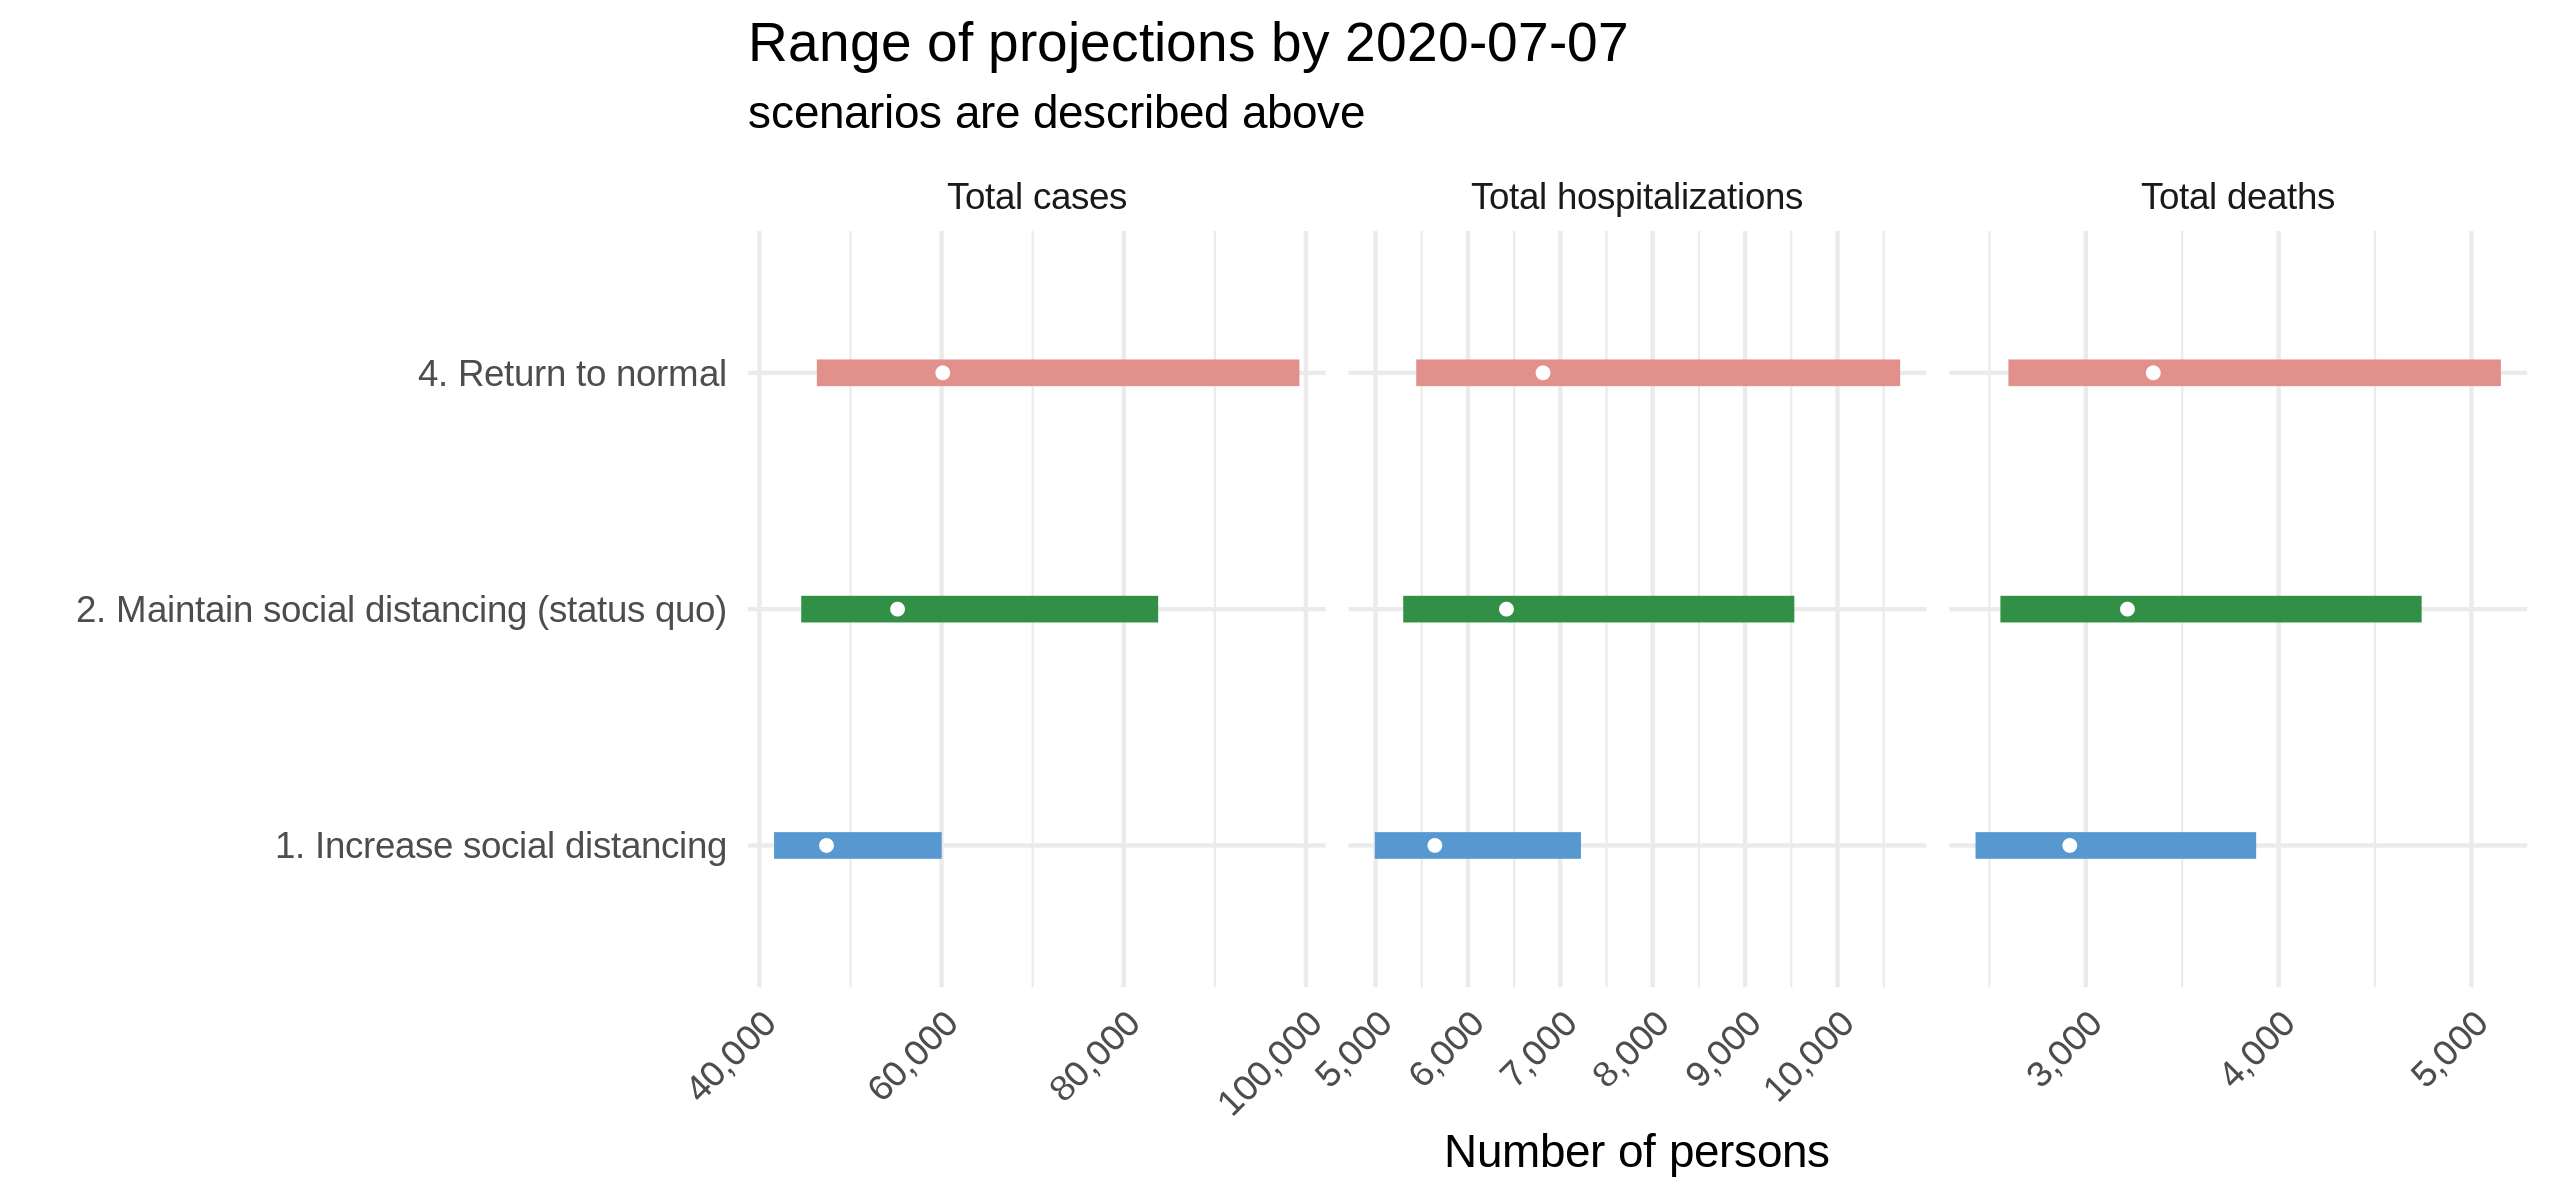 Range of projections by 2020-07-07
scenarios are described above
Total cases
Total hospitalizations
Total deaths
4. Return to normal
2. Maintain social distancing (status quo)
1. Increase social distancing
40,000
60,000
80,000
100,000
5,000
6,000
7,000
8,000
9,000
10,000
3,000
4,000
5,000
Number of persons